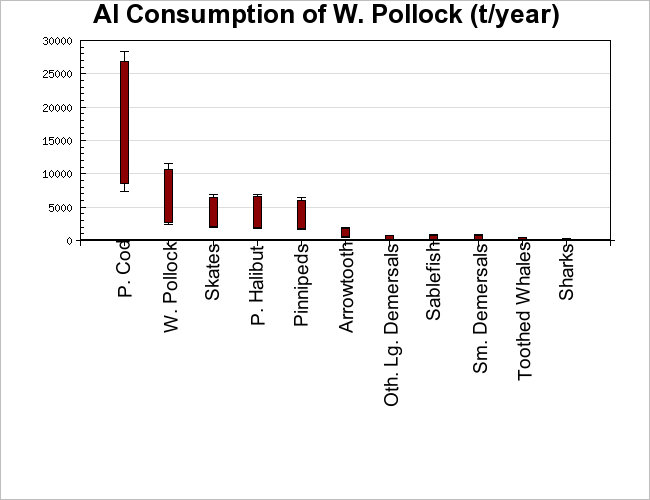 AI Consumption of W. Pollock (t/year)
30000
25000
20000
15000
10000
5000
0
P. Cod
W. Pollock
Skates
P. Halibut
Pinnipeds
Arrowtooth
Oth. Lg. Demersals
Sablefish
Sm. Demersals
Toothed Whales
Sharks